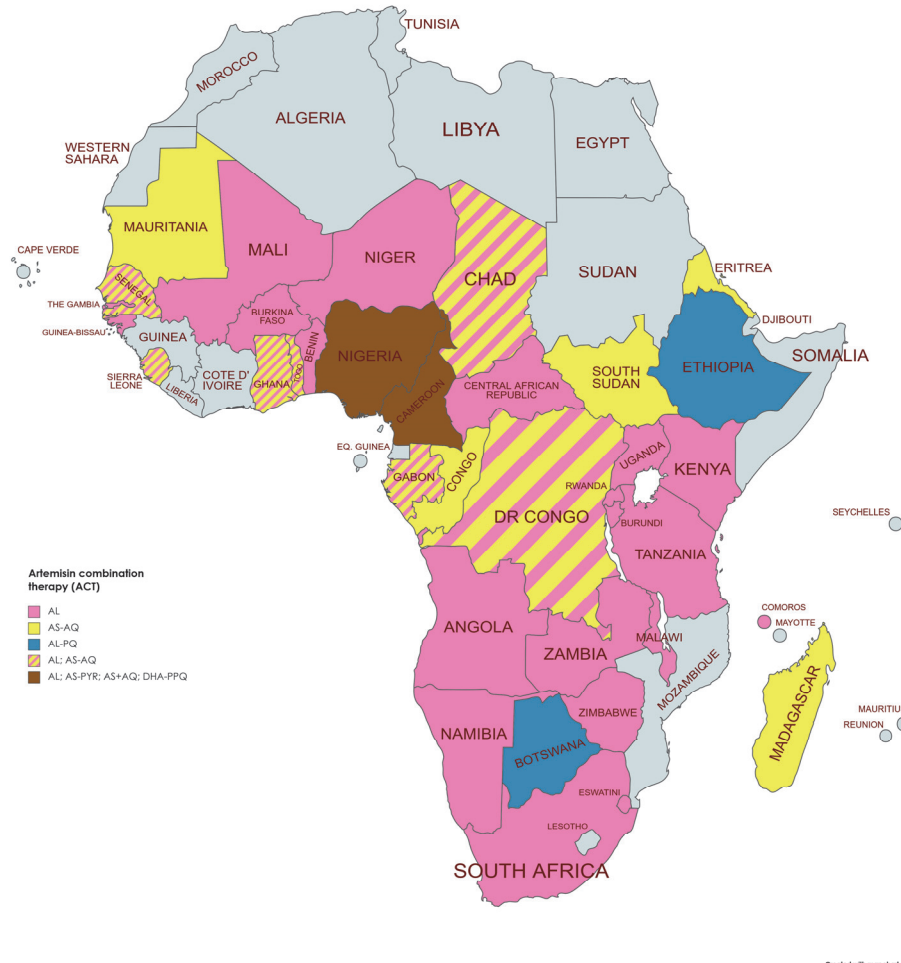 TUNISIA
MOROCCO
ALGERIA
LIBYA
EGYPT
WESTERN
SAHARA
MAURITANIA
MALI
NIGER
CHAD
SUDAN
ERITREA
CAPE VERDE
SENEGAL
THE GAMBIA
GUINEA-BISSAU
BURKINA
FASO
DJIBOUTI
GUINEA
BENIN
NIGERIA
ETHIOPIA
SOMALIA
SIERRA
LEONE
LIBERIA
COTE D'
IVOIRE
GHANA
TOGO
CAMEROON
CENTRAL AFRICAN
REPUBLIC
SOUTH
SUDAN
EQ. GUINEA
GABON
CONGO
UGANDA
KENYA
RWANDA
DR CONGO
BURUNDI
SEYCHELLES
TANZANIA
Artemisin combination
therapy (ACT)
AL
AS-AQ
AL-PQ
AL; AS-AQ
AL; AS-PYR; AS+AQ; DHA-PPQ
COMOROS
MAYOTTE
ANGOLA
MALAWI
ZAMBIA
MOZAMBIQUE
MADAGASCAR
ZIMBABWE
NAMIBIA
BOTSWANA
MAURITIU
REUNION
ESWATINI
LESOTHO
SOUTH AFRICA